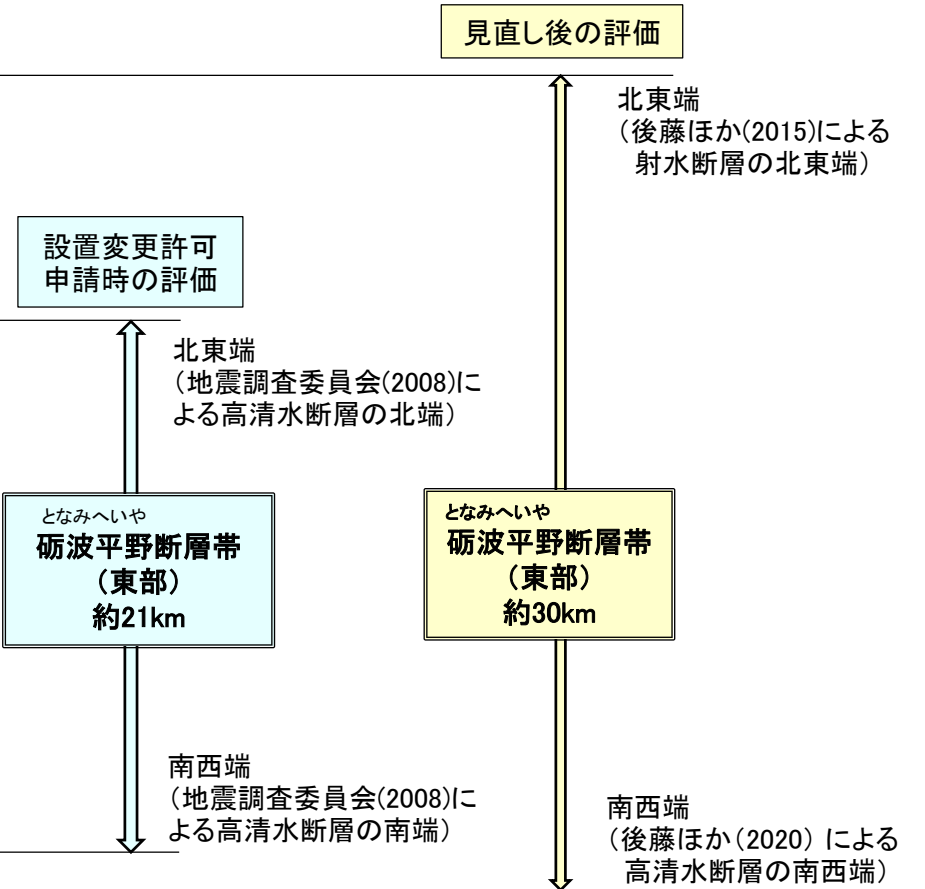 見直し後の評価
北東端
（後藤ほか(2015)による
射水断層の北東端）
設置変更許可
申請時の評価
北東端
（地震調査委員会(2008)に
よる高清水断層の北端）
となみへいや
砺波平野断層帯
（東部）
約21km
となみへいや
砺波平野断層帯
（東部）
約30km
南西端
（地震調査委員会(2008)に
よる高清水断層の南端）
南西端
（後藤ほか（2020）による
高清水断層の南西端）